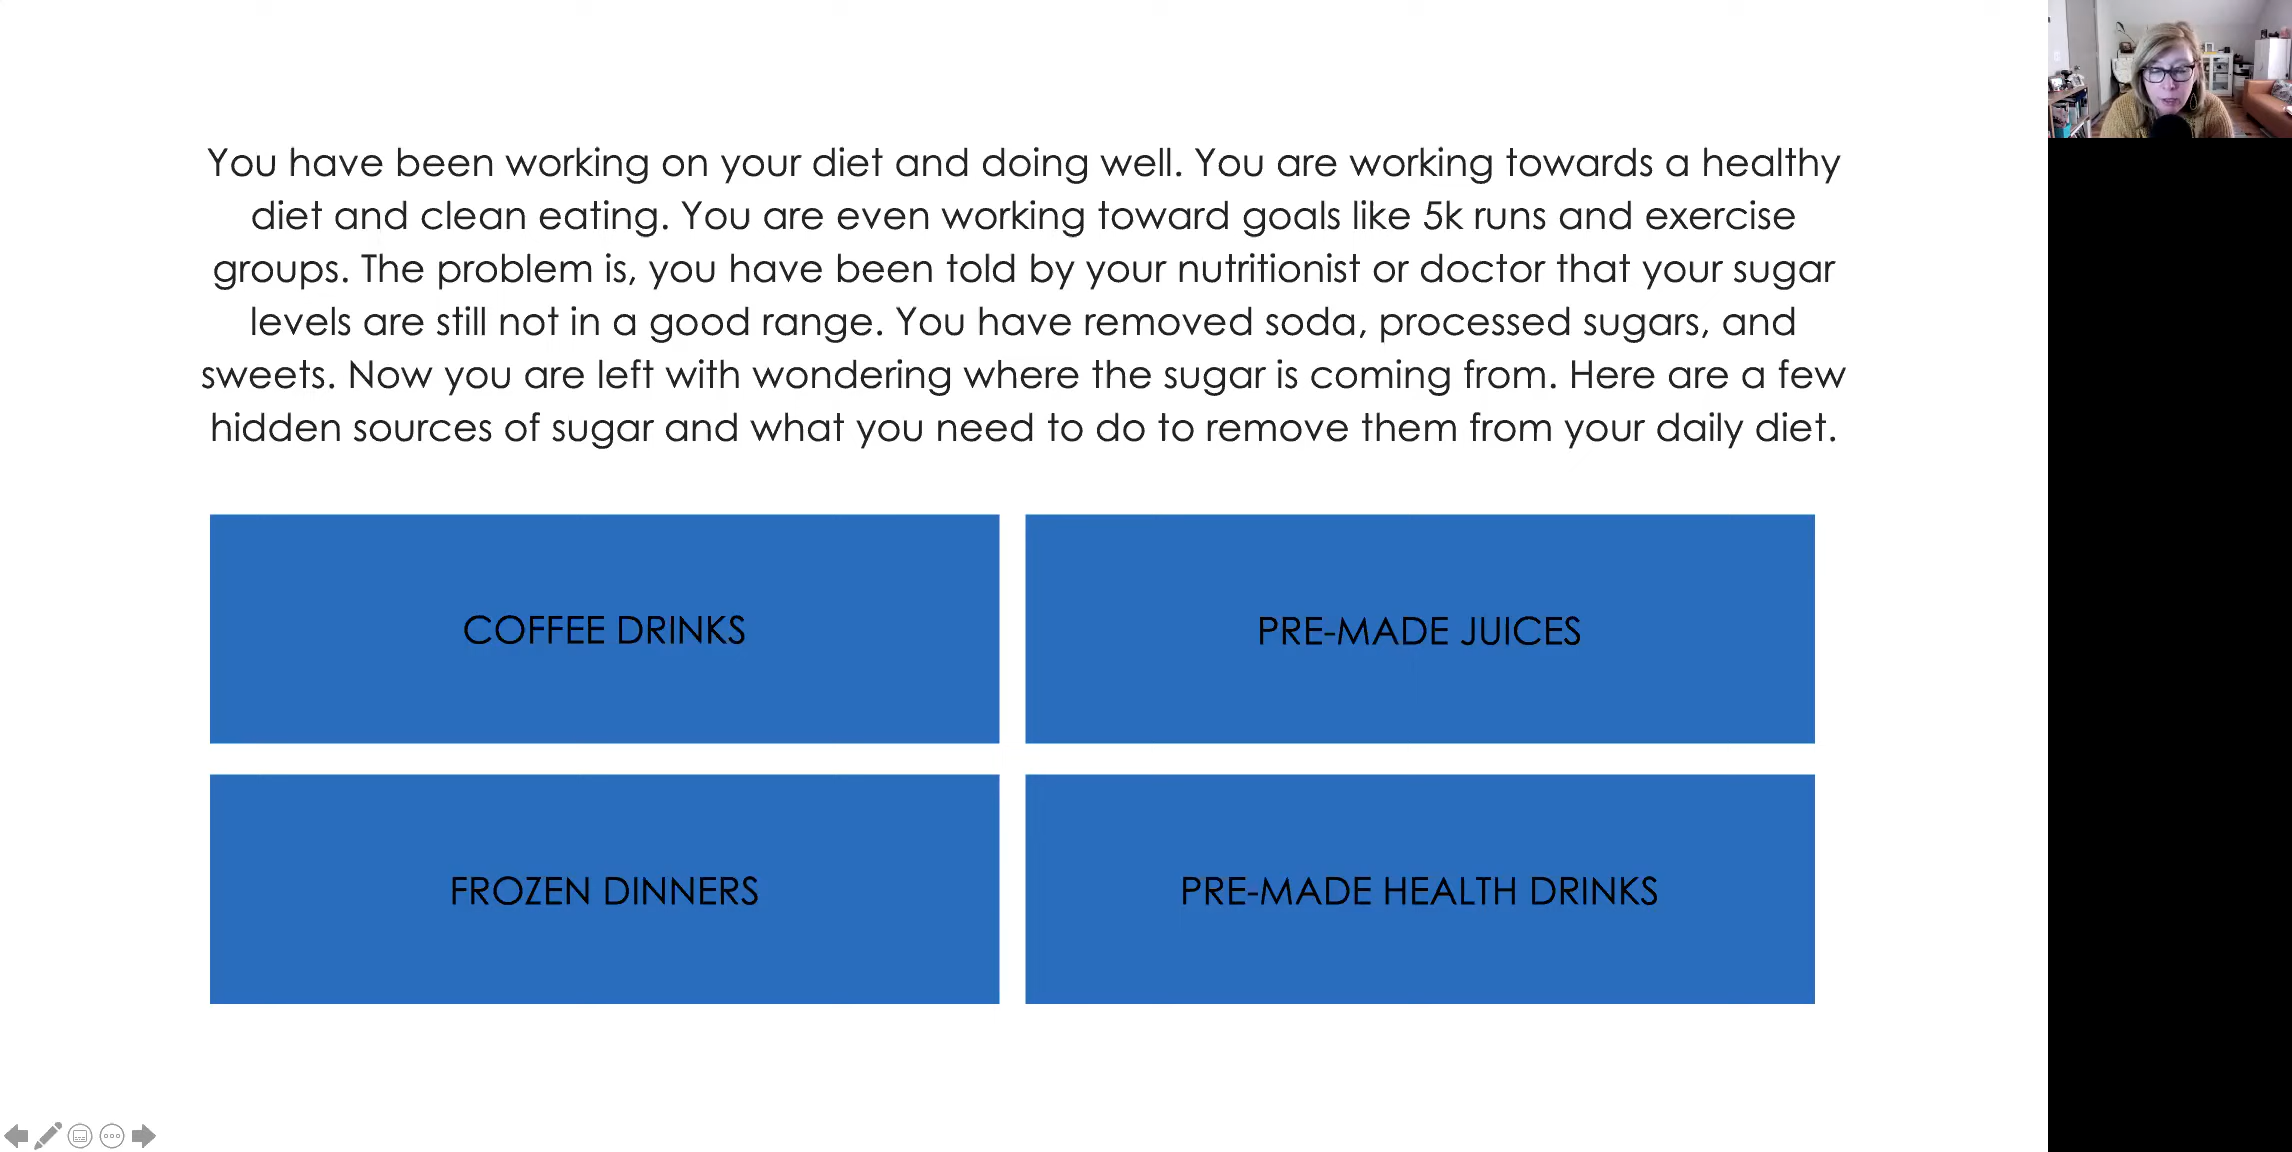 You have been working on your diet and doing well. You are working towards a healthy
diet and clean eating. You are even working toward goals like 5k runs and exercise
groups. The problem is, you have been told by your nutritionist or doctor that your sugar
levels are still not in a good range. You have removed soda, processed sugars, and
sweets. Now you are left with wondering where the sugar is coming from. Here are a few
hidden sources of sugar and what you need to do to remove them from your daily diet.
COFFEE DRINKS
PRE-MADE JUICES
FROZEN DINNERS
PRE-MADE HEALTH DRINKS